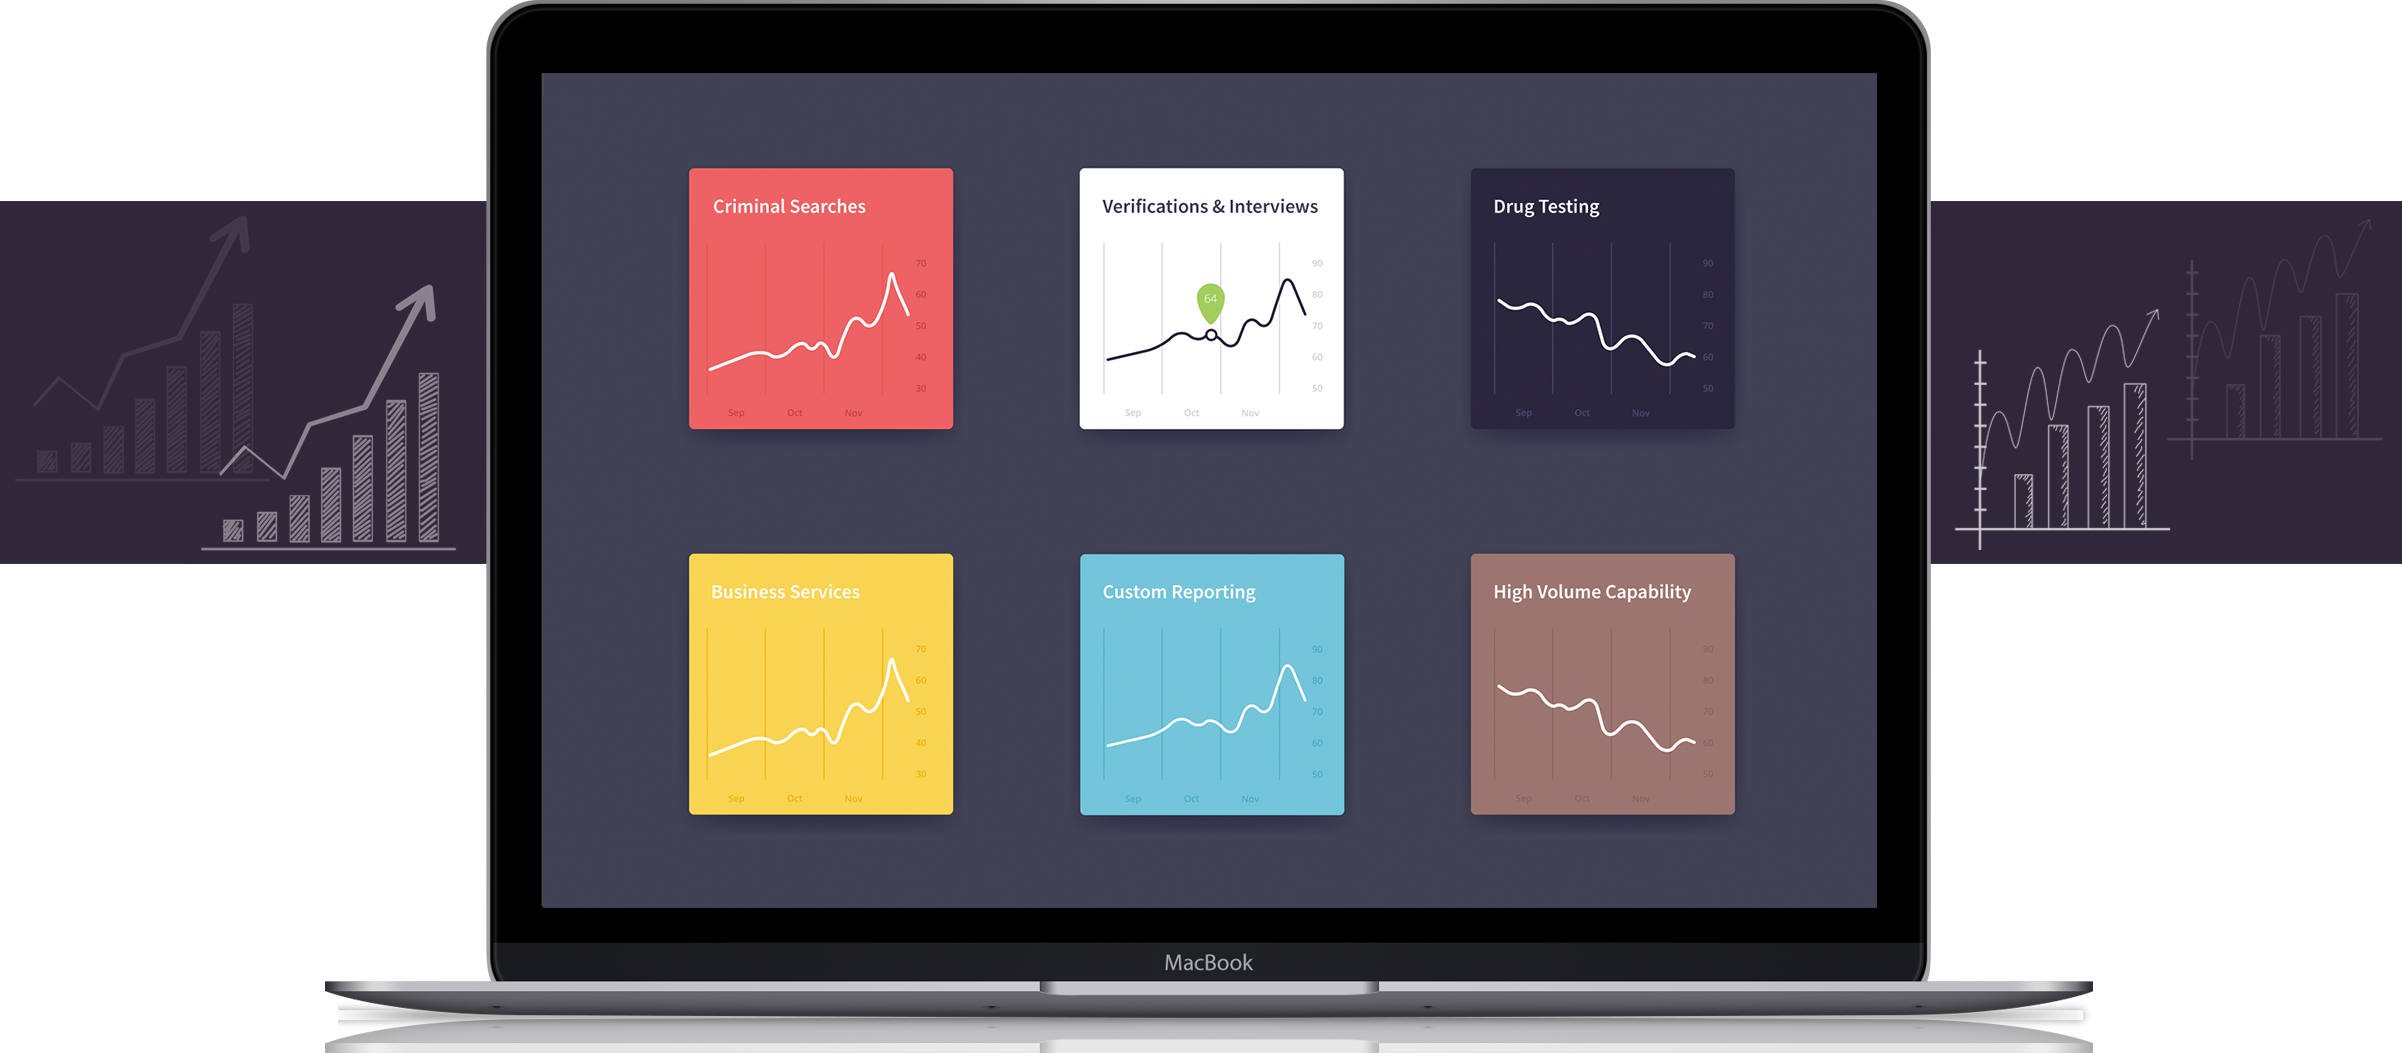 Criminal Searches
70
60
50
40
30
Sep Oct Nov
Verifications & Interviews
90
80
70
60
50
64
Sep Oct Nov
Drug Testing
90
80
70
60
50
Sep Oct Nov
Business Services
70
60
50
40
30
Sep Oct Nov
Custom Reporting
90
80
70
60
50
Sep Oct Nov
High Volume Capability
90
80
70
60
50
Sep Oct Nov
MacBook